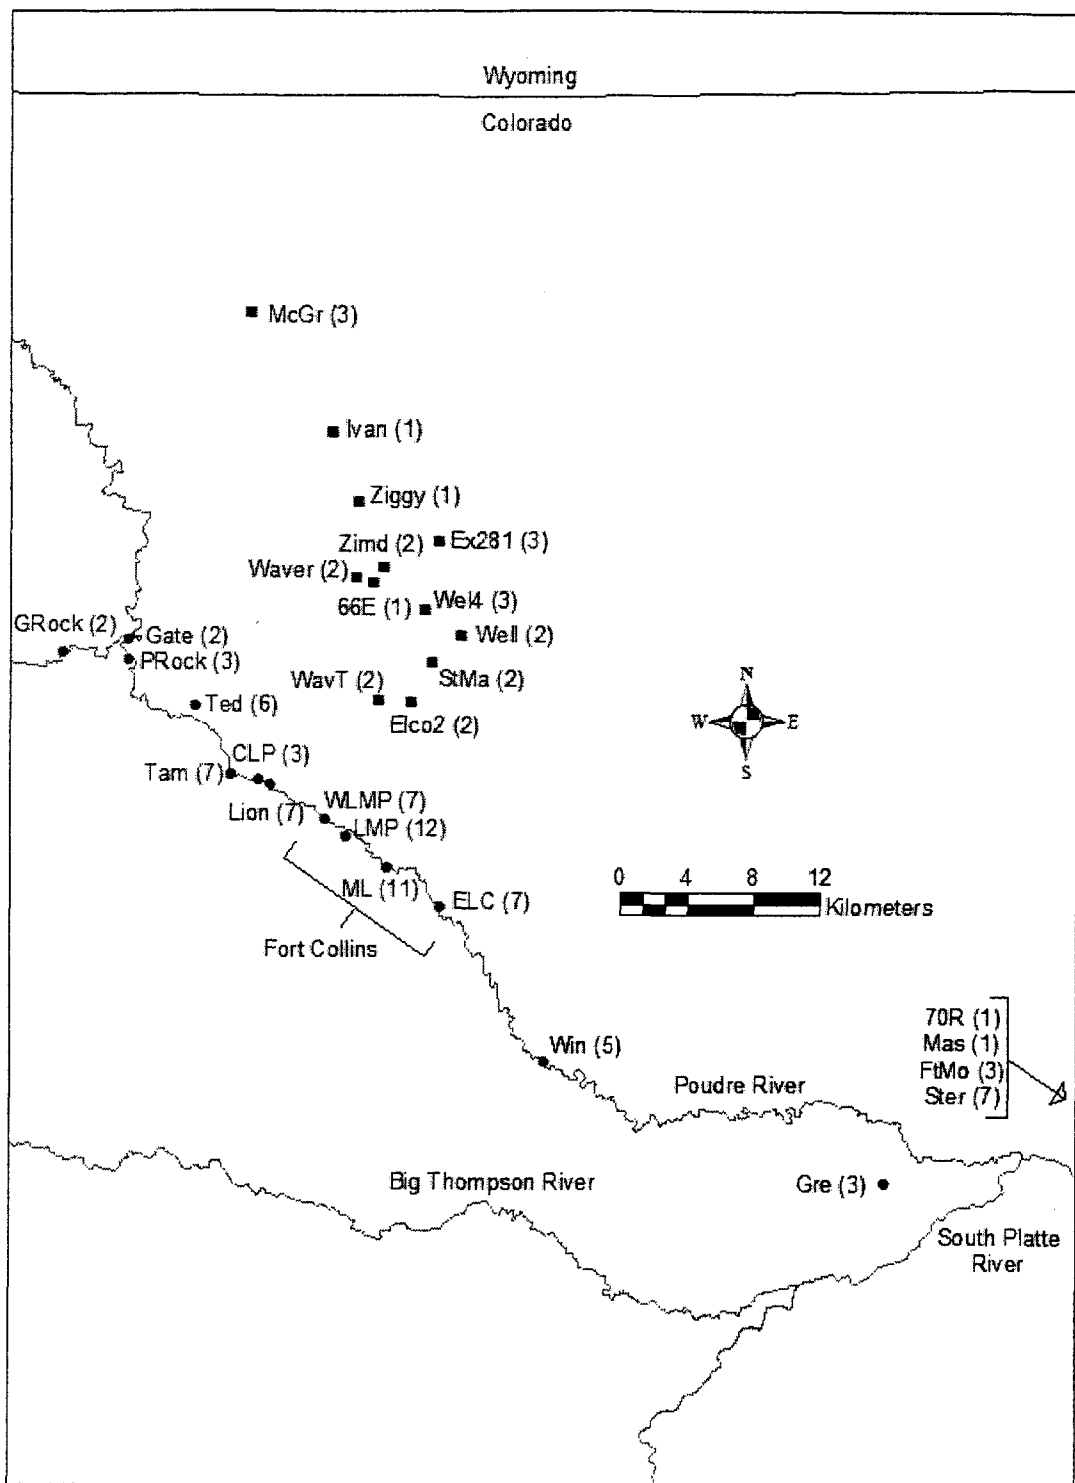 Wyoming
Colorado
McGr (3)
Ivan (1)
Ziggy (1)
Ex281 (3)
Zimd (2)
Waver (2)
66E (1)
Wel4 (3)
GRock (2)
Gate (2)
Well (2)
PRock (3)
StMa (2)
WavT (2)
Ted (6)
Elco2 (2)
N
W
E
S
CLP (3)
Tam (7)
Lion (7)
WLMP (7)
LMP (12)
ML (11)
ELC (7)
0 4 8 12
Kilometers
Fort Collins
70R (1)
Mas (1)
FtMo (3)
Ster (7)
Win (5)
Poudre River
Big Thompson River
Gre (3)
South Platte
River